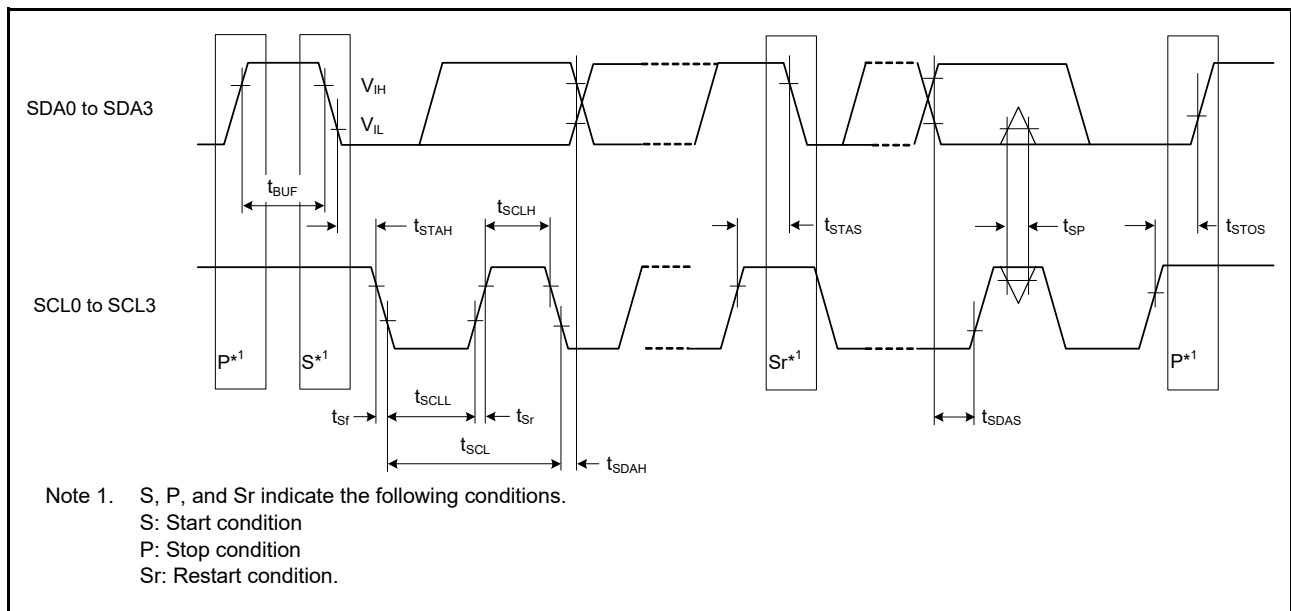 SDA0 to SDA3
VIH
VIL
tBUF
tSTAH
tSCLH
tSTAS
tSP
tSTOS
SCL0 to SCL3
P*1
S*1
Sr*1
P*1
tSf
tSCLL
tSr
tSCL
tSDAH
tSDAS
Note 1. S, P, and Sr indicate the following conditions.
S: Start condition
P: Stop condition
Sr: Restart condition.